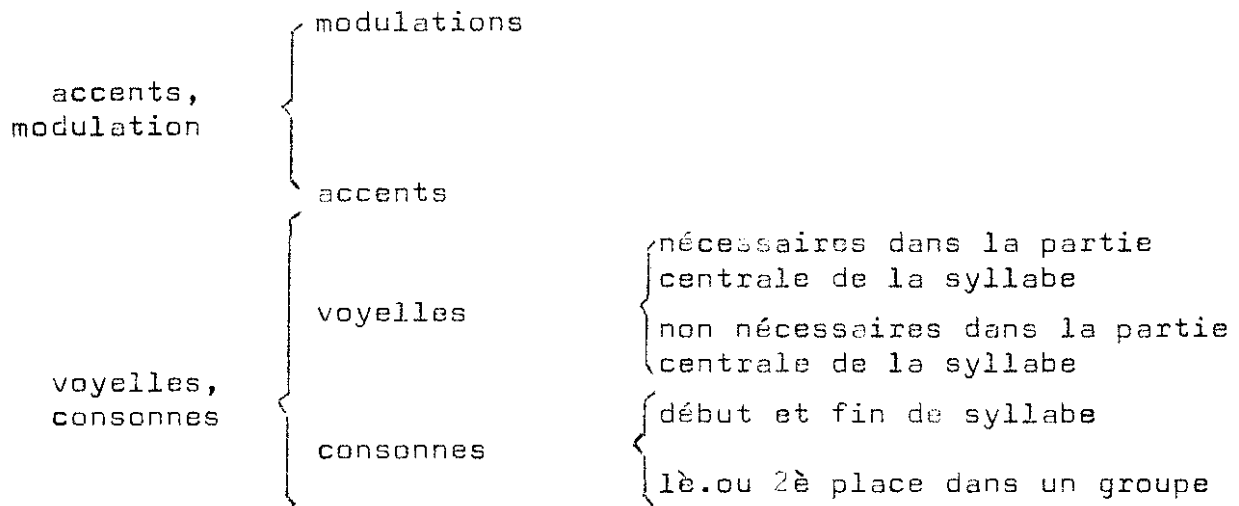 modulations
accents,
modulation
accents
nécessaires dans la partie
centrale de la syllabe
voyelles
non nécessaires dans la partie
centrale de la syllabe
voyelles,
consonnes
début et fin de syllabe
consonnes
lè.ou 2è place dans un groupe